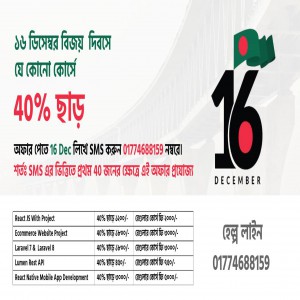 ১৬ ডিসেম্বর বিজয় দিবসে
যে কোনো কোর্সে
40% ছাড়
অফার পেতে 16 Dec লিখে SMS করুন 01774688159 নম্বরে।
শর্তঃ SMS এর ভিত্তিতে প্রথম 40 জনের ক্ষেত্রে এই অফার প্রযোজ্য
16
DECEMBER
React JS With Project
40% ছাড়
রেগুলার কোর্স ফি
Ecommerce Website Project
40% ছাড়
রেগুলার কোর্স ফি
Laravel 7 & Laravel 8
40% ছাড়
রেগুলার কোর্স ফি
Lumen Rest API
40% ছাড়
রেগুলার কোর্স ফি
React Native Mobile App Development
40% ছাড়
রেগুলার কোর্স ফি
হেল্প লাইন
01774688159